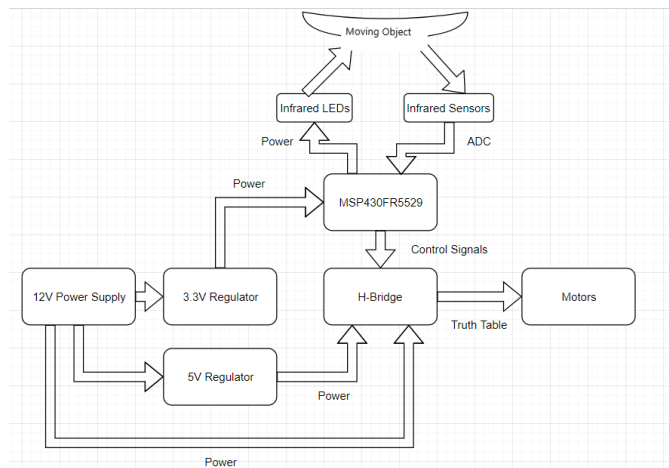 Moving Object
Infrared LEDs
Infrared Sensors
Power
ADC
Power
MSP430FR5529
Control Signals
12V Power Supply
3.3V Regulator
H-Bridge
Motors
Truth Table
5V Regulator
Power
Power